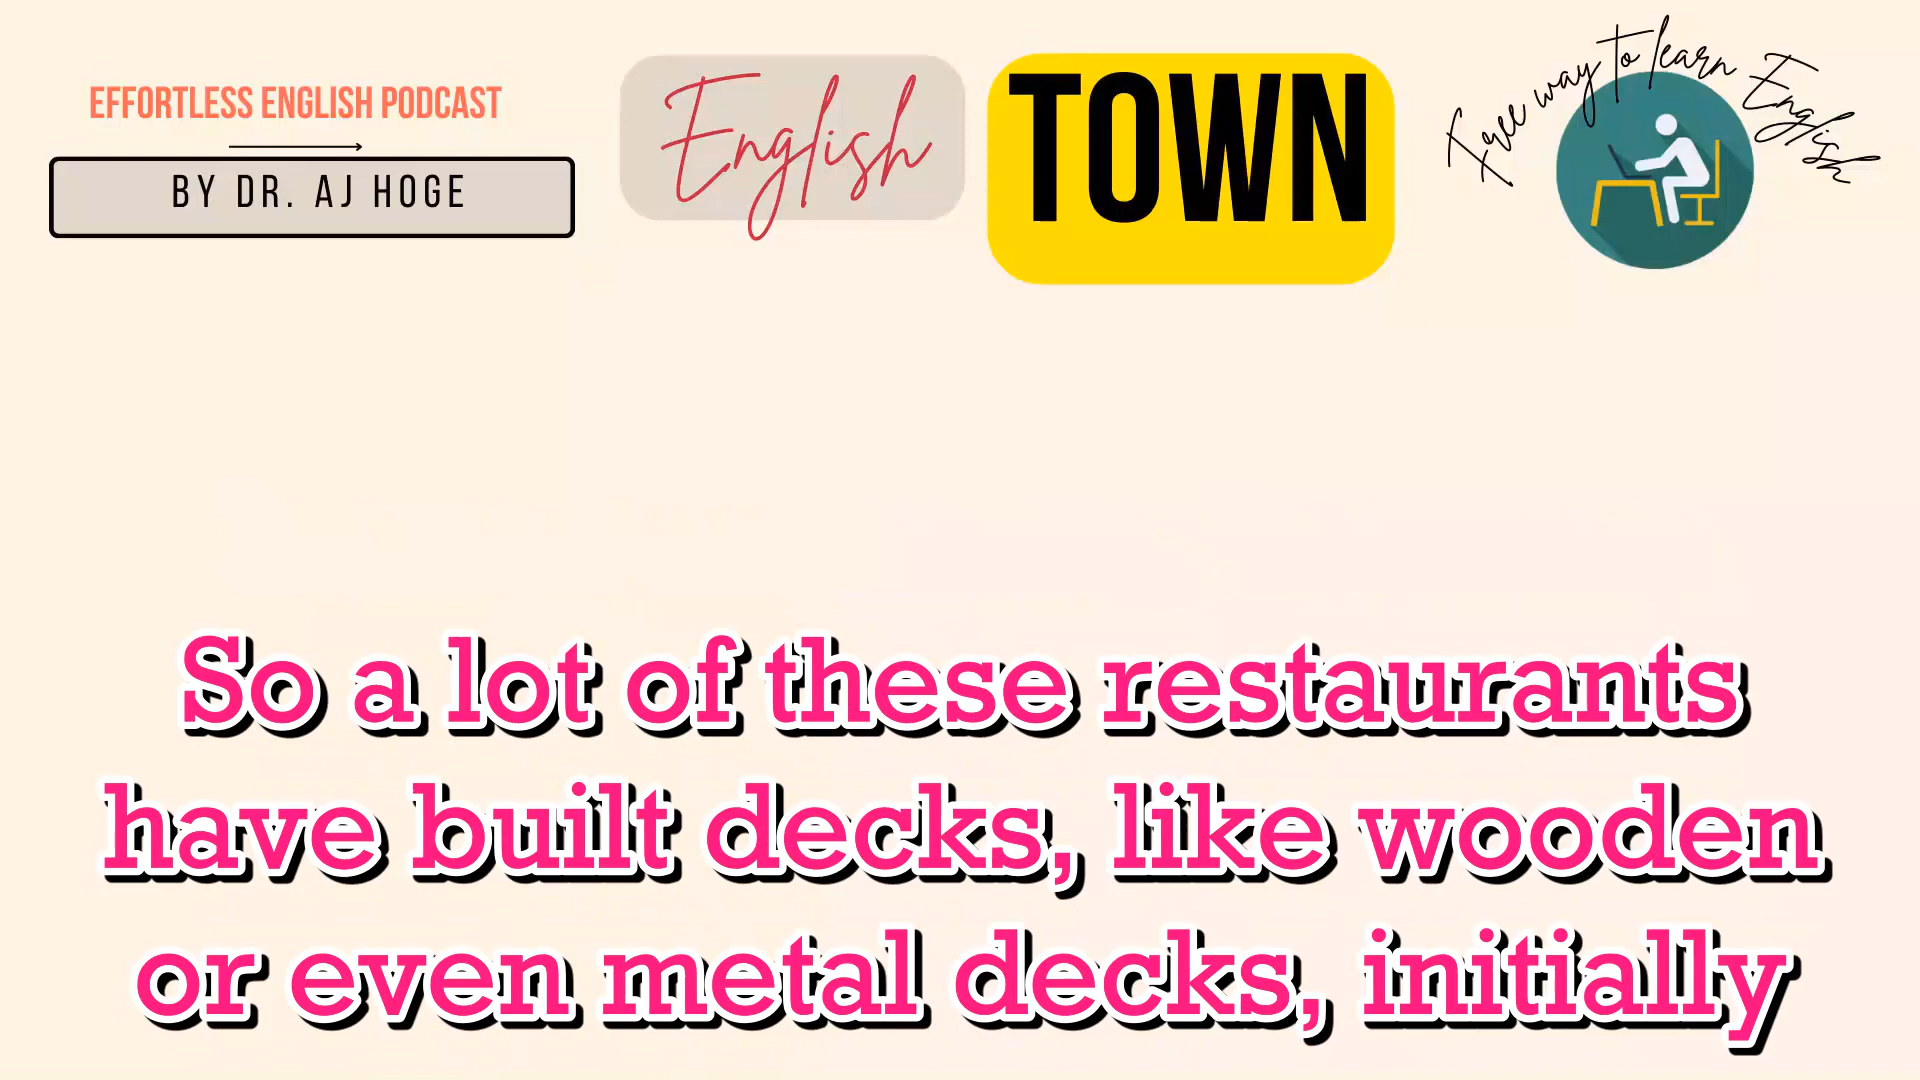 EFFORTLESS ENGLISH PODCAST
BY DR. AJ HOGE
English
TOWN
Free way to learn English
So a lot of these restaurants
have built decks, like wooden
or even metal decks, initially